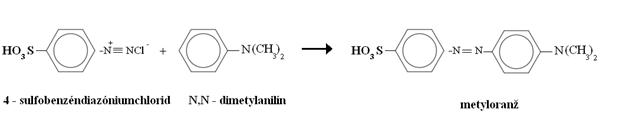 HO₃S -N⁺≡NCl⁻ + N(CH₃)₂ HO₃S -N=N N(CH₃)₂
4 - sulfobenzéndiazóniumchlorid N,N - dimetylanilín metyloranž